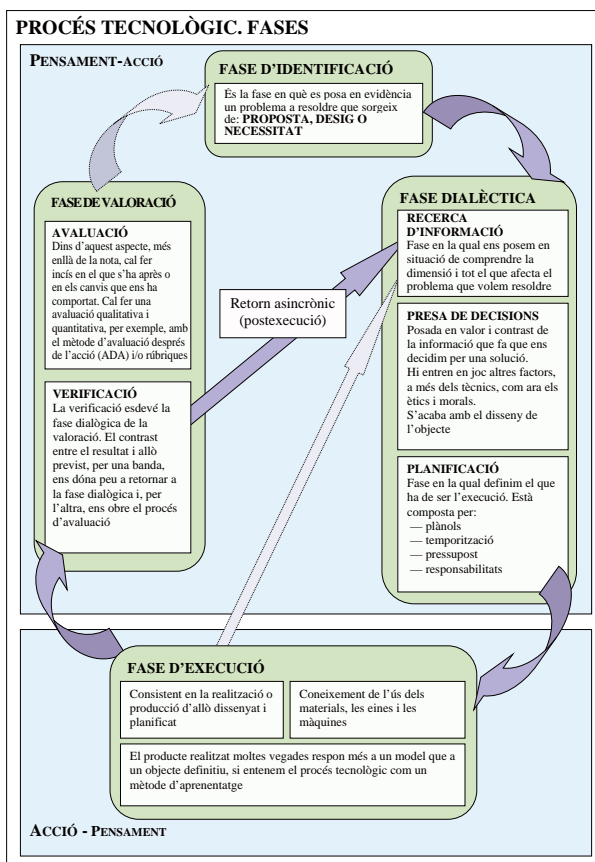 PROCÉS TECNOLÒGIC. FASES
PENSAMENT-ACCIÓ
FASE D'IDENTIFICACIÓ
És la fase en què es posa en evidència
un problema a resoldre que sorgeix
de: PROPOSTA, DESIG O
NECESSITAT
FASE DE VALORACIÓ
AVALUACIÓ
Dins d'aquest aspecte, més
enllà de la nota, cal fer
incís en el que s'ha après o
en els canvis que ens ha
comportat. Cal fer una
avaluació qualitativa i
quantitativa, per exemple, amb
el mètode d'avaluació després
de l'acció (ADA) i/o rúbriques
VERIFICACIÓ
La verificació esdevé la
fase dialògica de la
valoració. El contrast
entre el resultat i allò
previst, per una banda,
ens dóna peu a retornar a
la fase dialògica i, per
l'altra, ens obre el procés
d'avaluació
Retorn asincrònic
(postexecució)
FASE DIALÈCTICA
RECERCA
D'INFORMACIÓ
Fase en la qual ens posem en
situació de comprendre la
dimensió i tot el que afecta el
problema que volem resoldre
PRESA DE DECISIONS
Posada en valor i contrast de
la informació que fa que ens
decidim per una solució.
Hi entren en joc altres factors,
a més dels tècnics, com ara els
ètics i morals.
S'acaba amb el disseny de
l'objecte
PLANIFICACIÓ
Fase en la qual definim el que
ha de ser l'execució. Està
composta per:
— plànols
— temporització
— pressupost
— responsabilitats
FASE D'EXECUCIÓ
Consistent en la realització o
producció d'allò dissenyat i
planificat
Coneixement de l'ús dels
materials, les eines i les
màquines
El producte realitzat moltes vegades respon més a un model que a
un objecte definitiu, si entenem el procés tecnològic com un
mètode d'aprenentatge
ACCIÓ - PENSAMENT